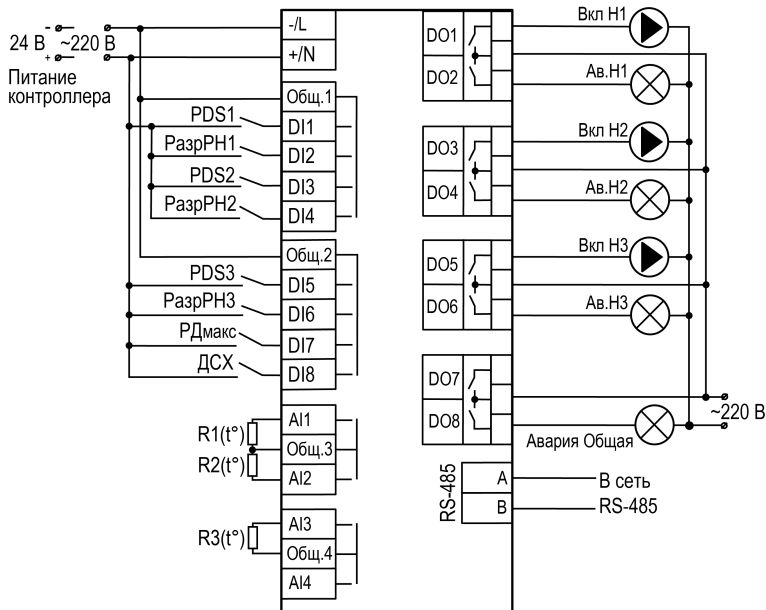 - ~220 В
24 В
+
Питание
контроллера
-/L
+/N
Общ.1
PDS1
DI1
РазрРН1
DI2
PDS2
DI3
РазрРН2
DI4
Общ.2
PDS3
DI5
РазрРН3
DI6
РДмакс
DI7
ДСХ
DI8
AI1
R1(t°)
Общ.3
R2(t°)
AI2
AI3
R3(t°)
Общ.4
AI4
DO1
Вкл Н1
DO2
Ав.Н1
DO3
Вкл Н2
DO4
Ав.Н2
DO5
Вкл Н3
DO6
Ав.Н3
DO7
DO8
~220 В
Авария Общая
RS-485
A
В сеть
B
RS-485